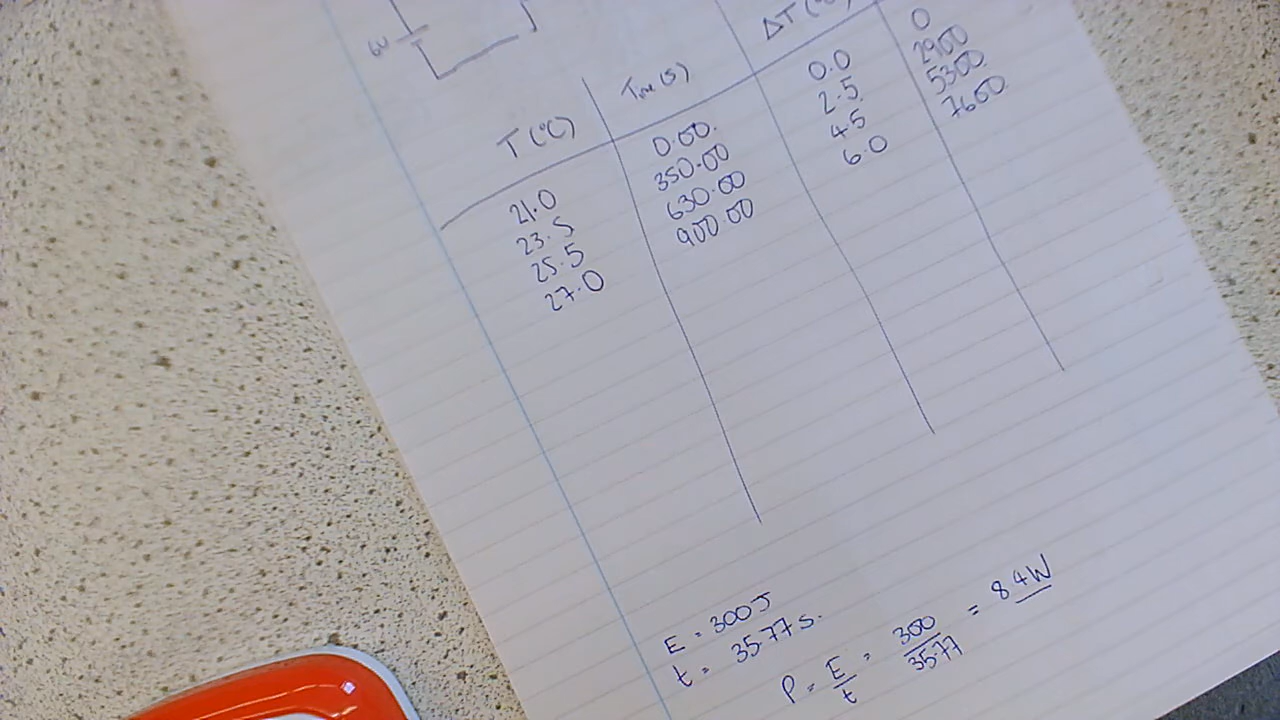 6V
T (°C) Time (s) ΔT (°C)
21.0 0.00. 0.0 0
23.5 350.00 2.5 2900
25.5 630.00 4.5 5300
27.0 900.00 6.0 7600
E = 300J
t = 35.77s.
P = E/t = 300/35.77 = 8.4W